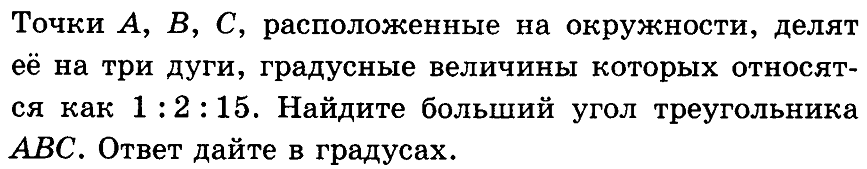 Точки A, B, C, расположенные на окружности, делят
её на три дуги, градусные величины которых относят-
ся как 1 : 2 : 15. Найдите больший угол треугольника
ABC. Ответ дайте в градусах.